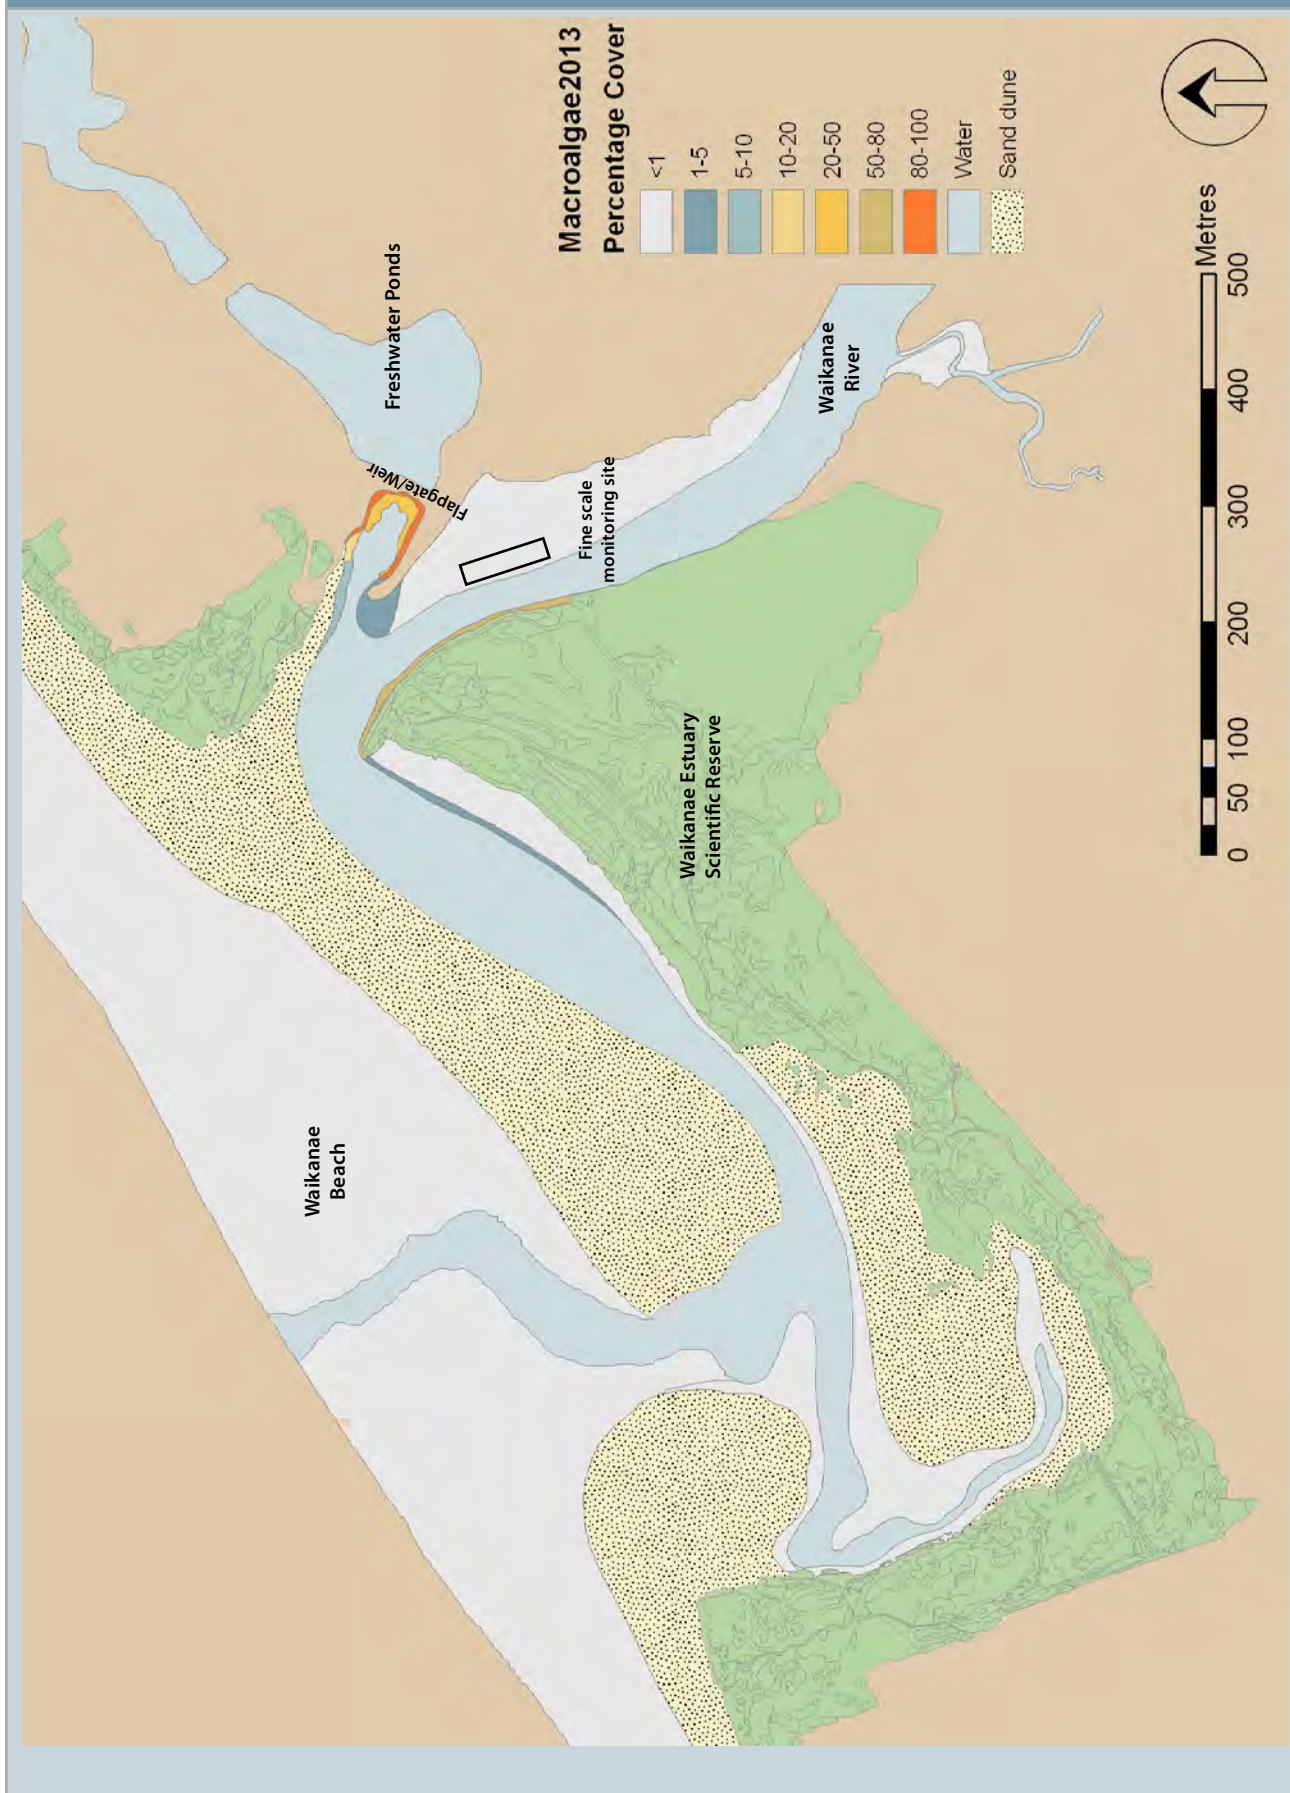 Macroalgae2013
Percentage Cover
<1
1-5
5-10
10-20
20-50
50-80
80-100
Water
Sand dune
Freshwater Ponds
Flapgate/Weir
Fine scale
monitoring site
Waikanae
River
Waikanae Estuary
Scientific Reserve
Waikanae
Beach
0 50 100 200 300 400 500
Metres